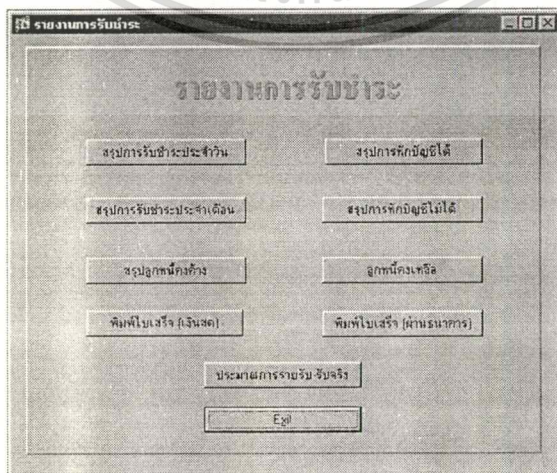 รายงานการรับชำระ
รายงานการรับชำระ
สรุปการรับชำระประจำวัน
สรุปการหักบัญชีได้
สรุปการรับชำระประจำเดือน
สรุปการหักบัญชีไม่ได้
สรุปลูกหนี้คงค้าง
ลูกหนี้คงเหลือ
พิมพ์ใบเสร็จ (เงินสด)
พิมพ์ใบเสร็จ (ผ่านธนาคาร)
ประมาณการรายรับ-รับจริง
Exit